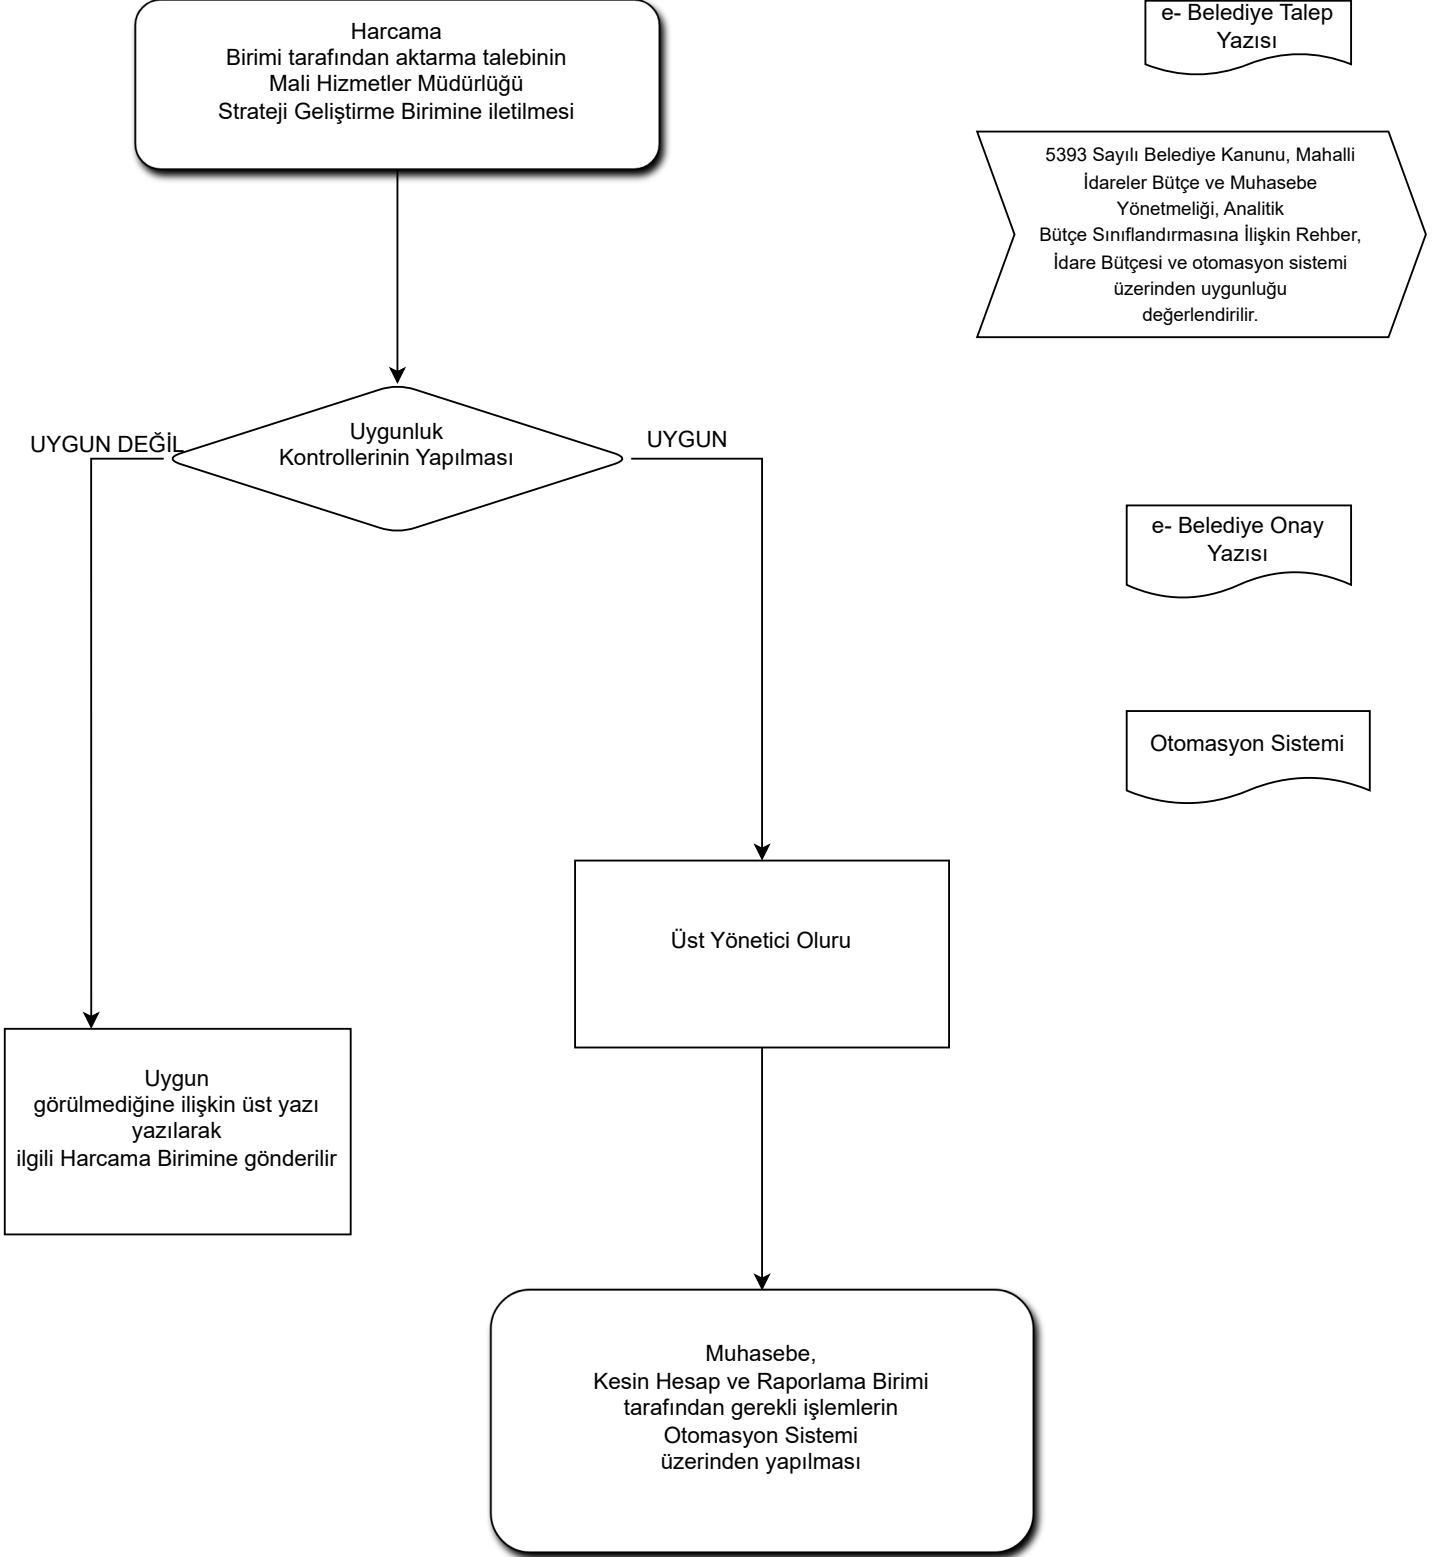 Harcama
Birimi tarafından aktarma talebinin
Mali Hizmetler Müdürlüğü
Strateji Geliştirme Birimine iletilmesi
e- Belediye Talep
Yazısı
5393 Sayılı Belediye Kanunu, Mahalli
İdareler Bütçe ve Muhasebe
Yönetmeliği, Analitik
Bütçe Sınıflandırmasına İlişkin Rehber,
İdare Bütçesi ve otomasyon sistemi
üzerinden uygunluğu
değerlendirilir.
UYGUN DEĞİL
Uygunluk
Kontrollerinin Yapılması
UYGUN
e- Belediye Onay
Yazısı
Otomasyon Sistemi
Üst Yönetici Oluru
Uygun
görülmediğine ilişkin üst yazı
yazılarak
ilgili Harcama Birimine gönderilir
Muhasebe,
Kesin Hesap ve Raporlama Birimi
tarafından gerekli işlemlerin
Otomasyon Sistemi
üzerinden yapılması